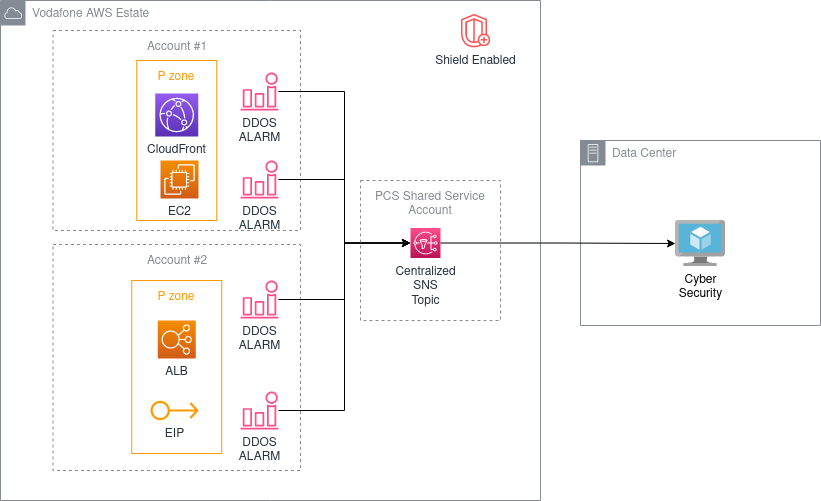 Vodafone AWS Estate
Shield Enabled
Account #1
P zone
CloudFront
EC2
DDOS
ALARM
DDOS
ALARM
Account #2
P zone
ALB
EIP
DDOS
ALARM
DDOS
ALARM
PCS Shared Service
Account
Centralized
SNS
Topic
Data Center
Cyber
Security